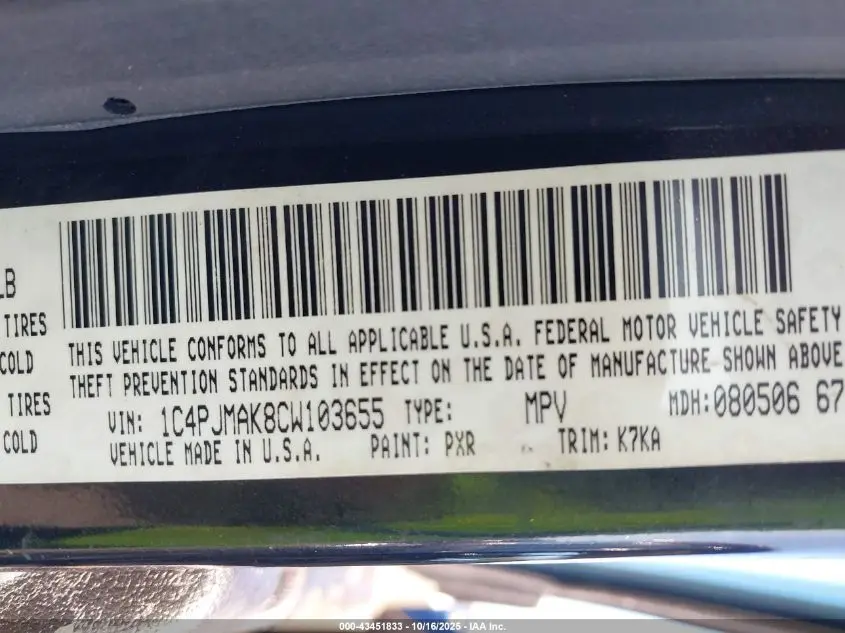 LB
THIS VEHICLE CONFORMS TO ALL APPLICABLE U.S.A. FEDERAL MOTOR VEHICLE SAFETY
TIRES
THEFT PREVENTION STANDARDS IN EFFECT ON THE DATE OF MANUFACTURE SHOWN ABOVE
COLD
VIN: 1C4PJMAK8CW103655 TYPE: MPV MDH:080506 67
TIRES
VEHICLE MADE IN U.S.A. PAINT: PXR TRIM: K7KA
COLD
000-43451833 - 10/16/2025 - IAA Inc.